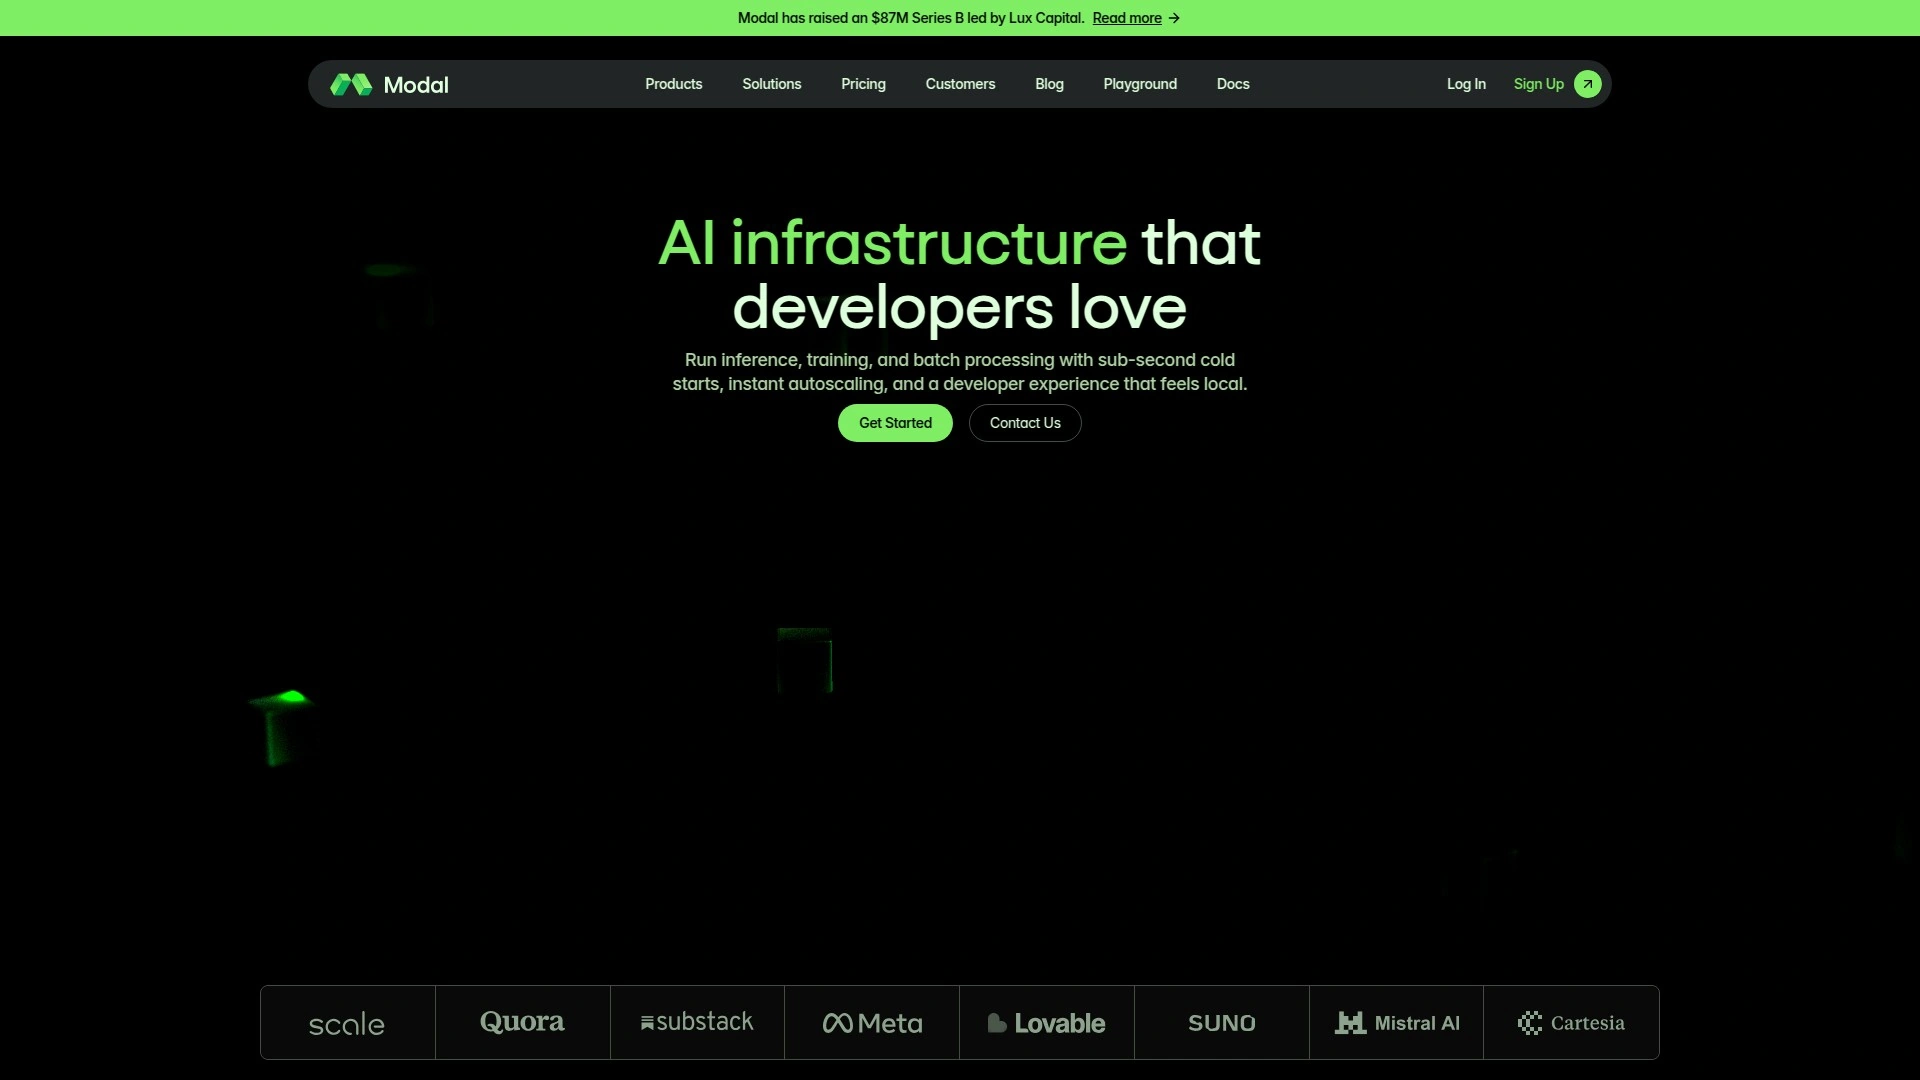 Modal has raised an $87M Series B led by Lux Capital. Read more →
Modal
Products
Solutions
Pricing
Customers
Blog
Playground
Docs
Log In
Sign Up
AI infrastructure that
developers love
Run inference, training, and batch processing with sub-second cold
starts, instant autoscaling, and a developer experience that feels local.
Get Started
Contact Us
scale
Quora
substack
Meta
Lovable
SUNO
Mistral AI
Cartesia